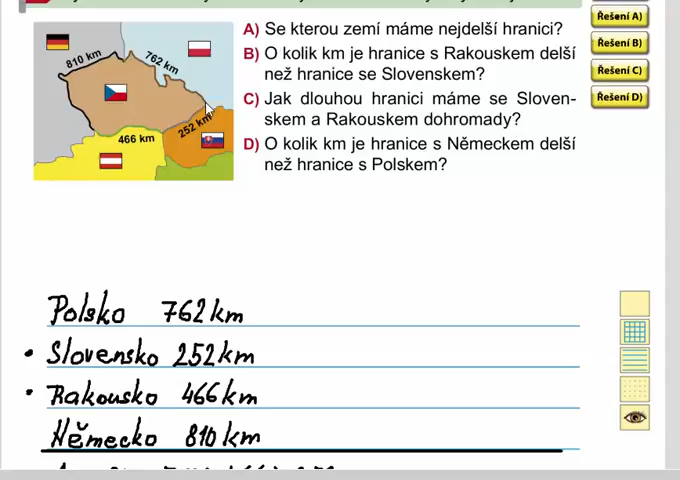 A) Se kterou zemí máme nejdelší hranici?
B) O kolik km je hranice s Rakouskem delší
než hranice se Slovenskem?
C) Jak dlouhou hranici máme se Sloven-
skem a Rakouskem dohromady?
D) O kolik km je hranice s Německem delší
než hranice s Polskem?
Řešení A)
Řešení B)
Řešení C)
Řešení D)
810 km
762 km
252 km
466 km
Polsko 762 km
• Slovensko 252 km
• Rakousko 466 km
Německo 810 km